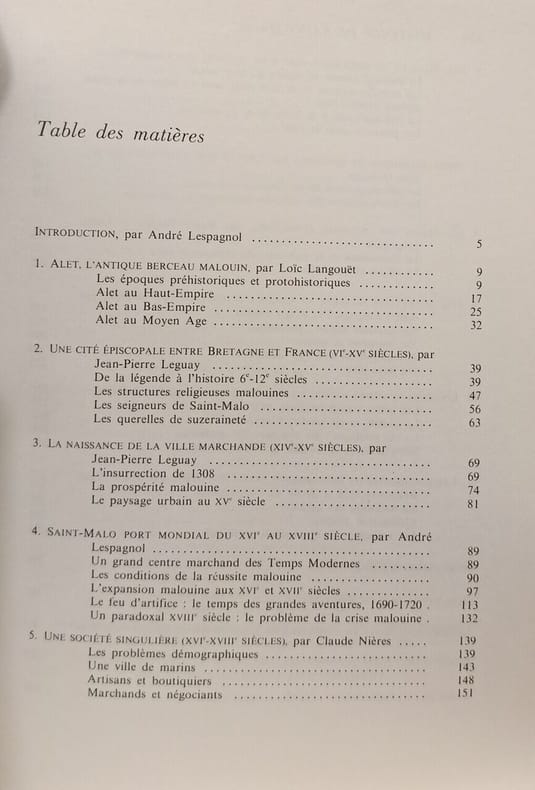 Table des matières
INTRODUCTION, par André Lespagnol ............................... 5
1. ALET, L'ANTIQUE BERCEAU MALOUIN, par Loïc Langouët ............ 9
Les époques préhistoriques et protohistoriques ............. 9
Alet au Haut-Empire .................................... 17
Alet au Bas-Empire ..................................... 25
Alet au Moyen Age ...................................... 32
2. UNE CITÉ ÉPISCOPALE ENTRE BRETAGNE ET FRANCE (VIe-XVe SIÈCLES), par
Jean-Pierre Leguay ...................................... 39
De la légende à l'histoire 6e-12e siècles .................... 39
Les structures religieuses malouines ........................ 47
Les seigneurs de Saint-Malo .............................. 56
Les querelles de suzeraineté ............................... 63
3. LA NAISSANCE DE LA VILLE MARCHANDE (XIVe-XVe SIÈCLES), par
Jean-Pierre Leguay ...................................... 69
L'insurrection de 1308 ................................... 69
La prospérité malouine ................................... 74
Le paysage urbain au XVe siècle ........................... 81
4. SAINT-MALO PORT MONDIAL DU XVIe AU XVIIIe SIÈCLE, par André
Lespagnol ............................................... 89
Un grand centre marchand des Temps Modernes ........... 89
Les conditions de la réussite malouine ..................... 90
L'expansion malouine aux XVIe et XVIIe siècles .............. 97
Le feu d'artifice : le temps des grandes aventures, 1690-1720 . 113
Un paradoxal XVIIIe siècle : le problème de la crise malouine . 132
5. UNE SOCIÉTÉ SINGULIÈRE (XVIe-XVIIIe SIÈCLES), par Claude Nières ..... 139
Les problèmes démographiques ............................ 139
Une ville de marins ...................................... 143
Artisans et boutiquiers ................................... 148
Marchands et négociants ................................. 151